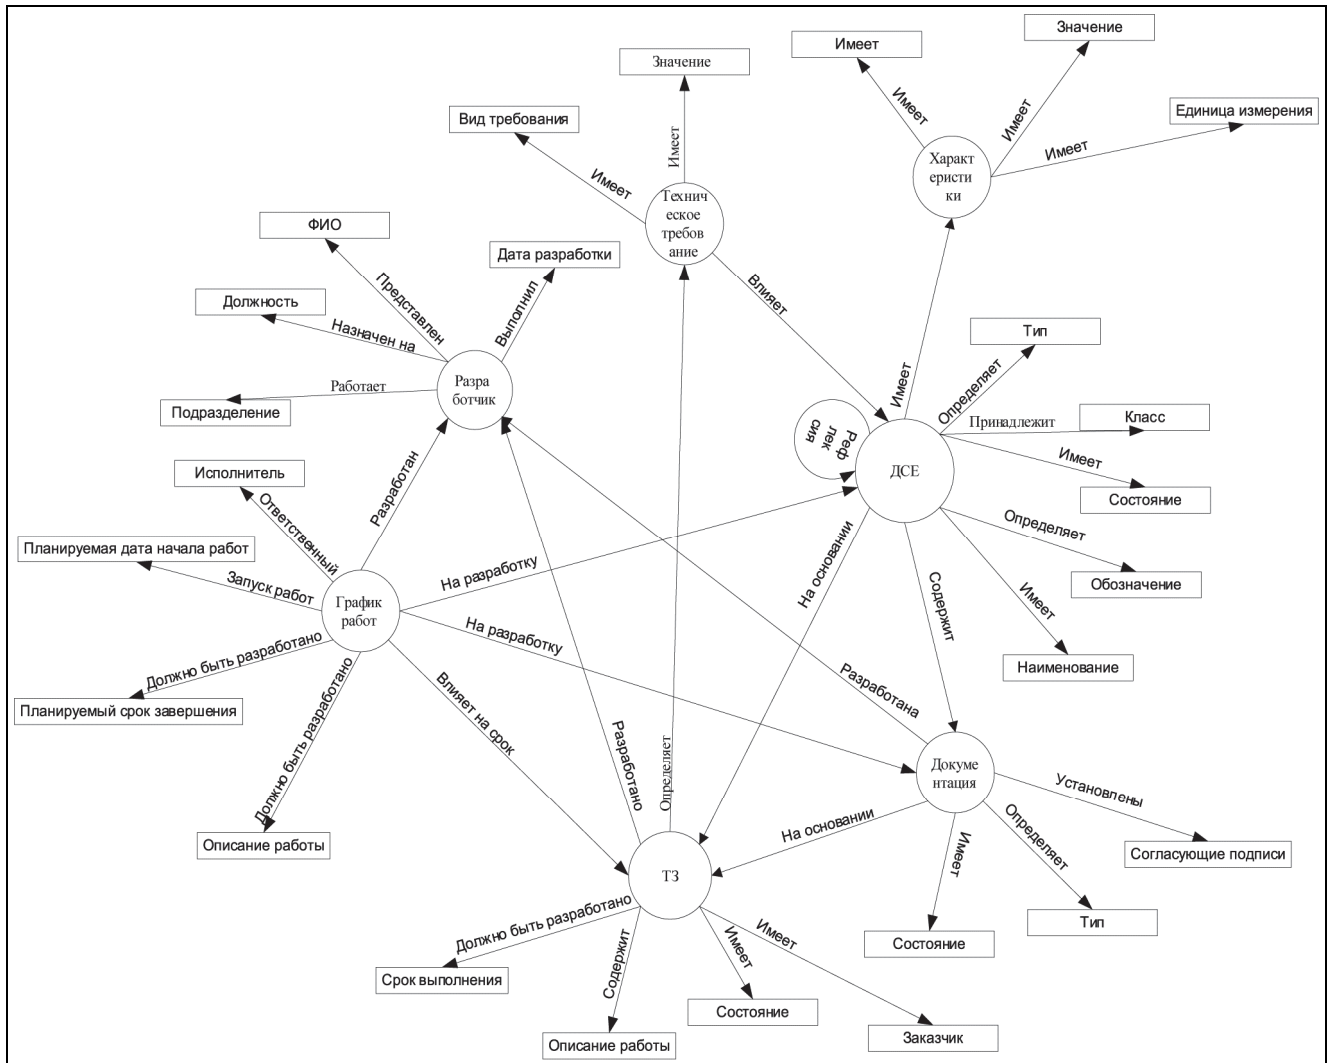 Значение
Имеет
Значение
Вид требования
Единица измерения
Имеет
Имеет
Имеет
Имеет
Имеет
Характ
еристи
ки
Технич
еское
требов
ание
ФИО
Дата разработки
Должность
Представлен
Назначен на
Выполнил
Влияет
Имеет
Тип
Определяет
Работает
Подразделение
Разра
ботчик
Принадлежит
Класс
Реф
лек
сия
ДСЕ
Имеет
Состояние
Исполнитель
Ответственный
Разработан
Планируемая дата начала работ
Запуск работ
График
работ
На разработку
На разработку
На основании
Содержит
Определяет
Обозначение
Имеет
Наименование
Должно быть разработано
Планируемый срок завершения
Должно быть разработано
Описание работы
Влияет на срок
Разработано
Определяет
Разработана
Докуме
нтация
Установлены
Согласующие подписи
Определяет
Тип
Имеет
Состояние
На основании
ТЗ
Должно быть разработано
Срок выполнения
Содержит
Описание работы
Имеет
Состояние
Имеет
Заказчик